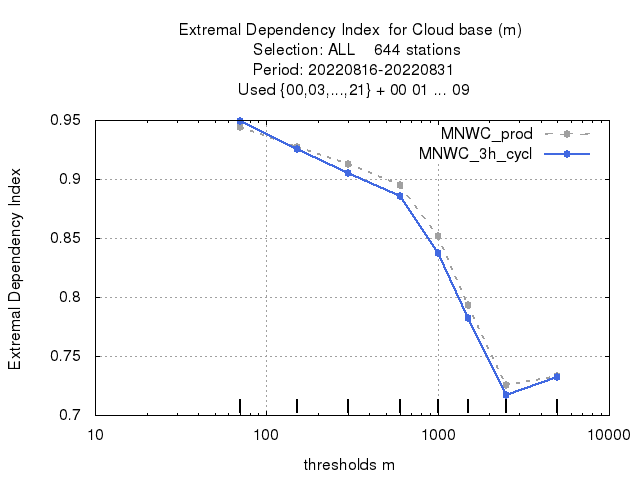 Extremal Dependency Index  for Cloud base (m)
Selection: ALL    644 stations
Period: 20220816-20220831
Used {00,03,...,21} + 00 01 ... 09
MNWC_prod
MNWC_3h_cycl
Extremal Dependency Index
0.95
0.9
0.85
0.8
0.75
0.7
10 100 1000 10000
thresholds m